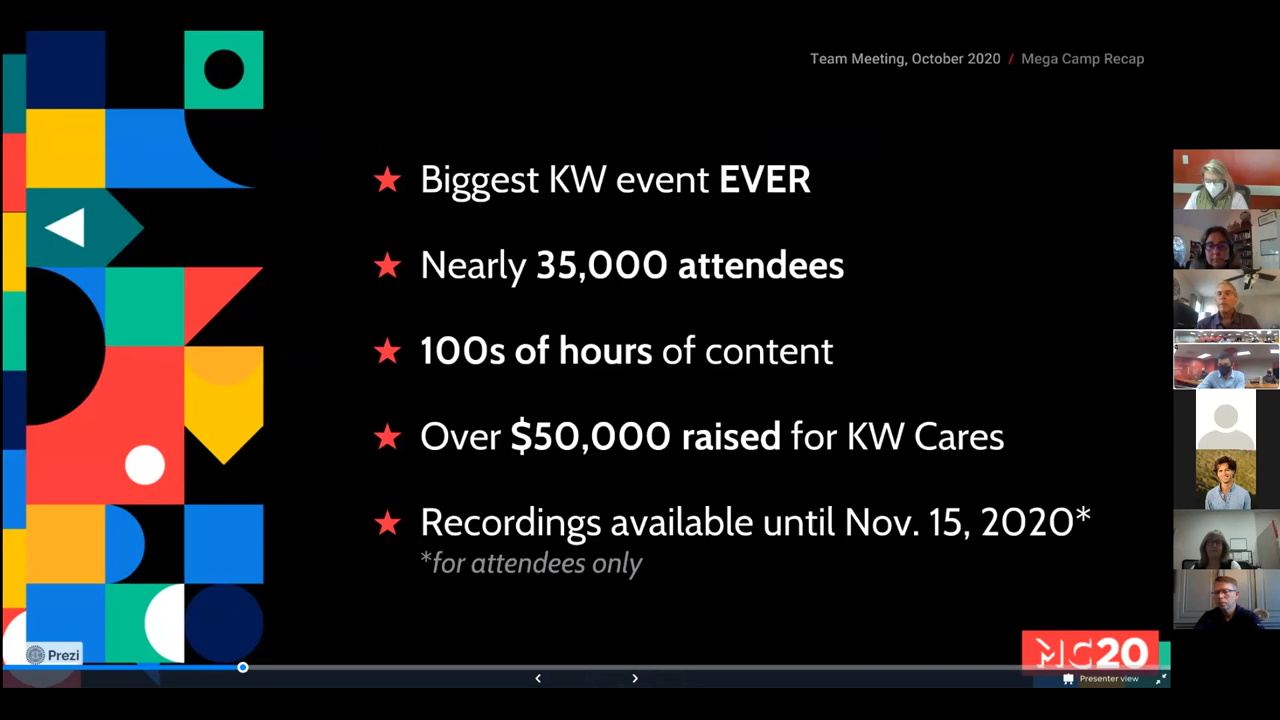 Team Meeting, October 2020 / Mega Camp Recap
Biggest KW event EVER
Nearly 35,000 attendees
100s of hours of content
Over $50,000 raised for KW Cares
Recordings available until Nov. 15, 2020*
*for attendees only
Prezi
MC20
Presenter view